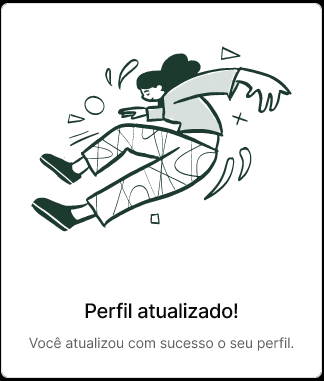 Perfil atualizado!
Você atualizou com sucesso o seu perfil.